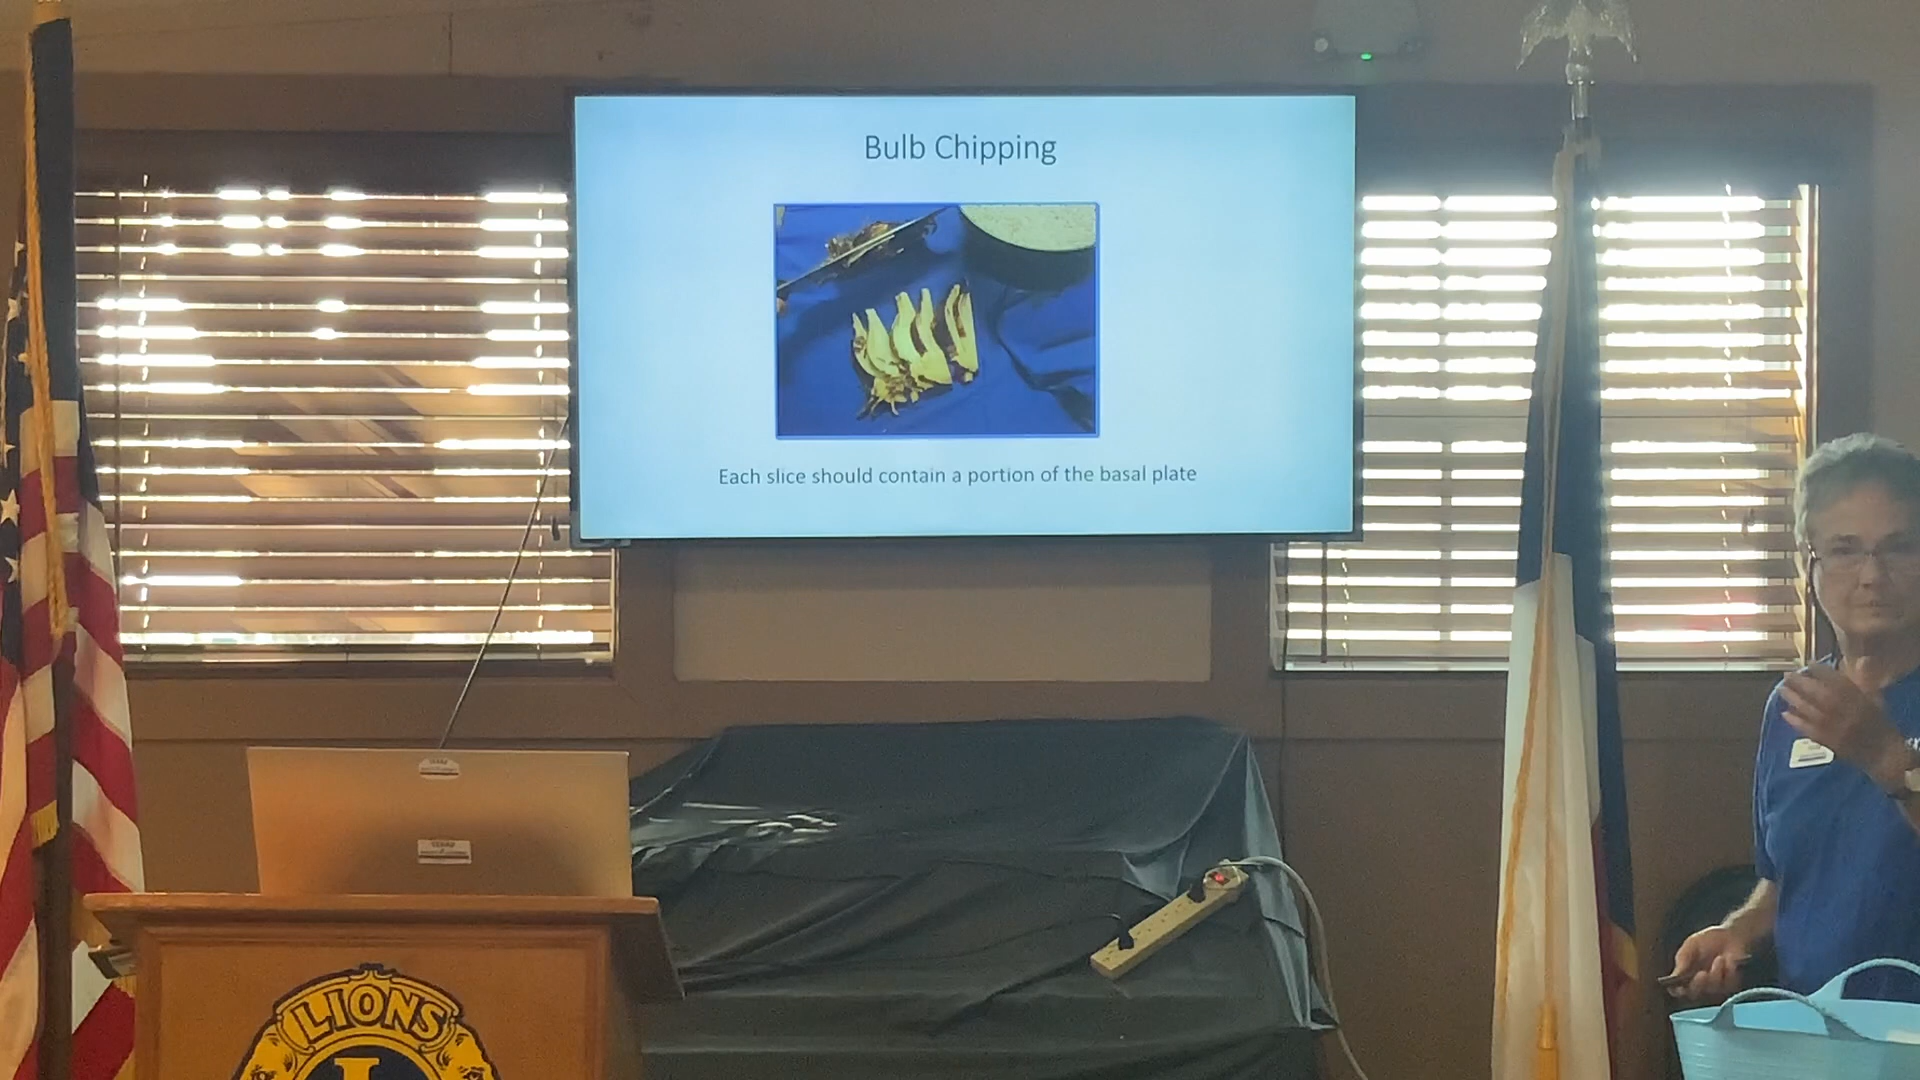 Bulb Chipping
Each slice should contain a portion of the basal plate
LIONS
L